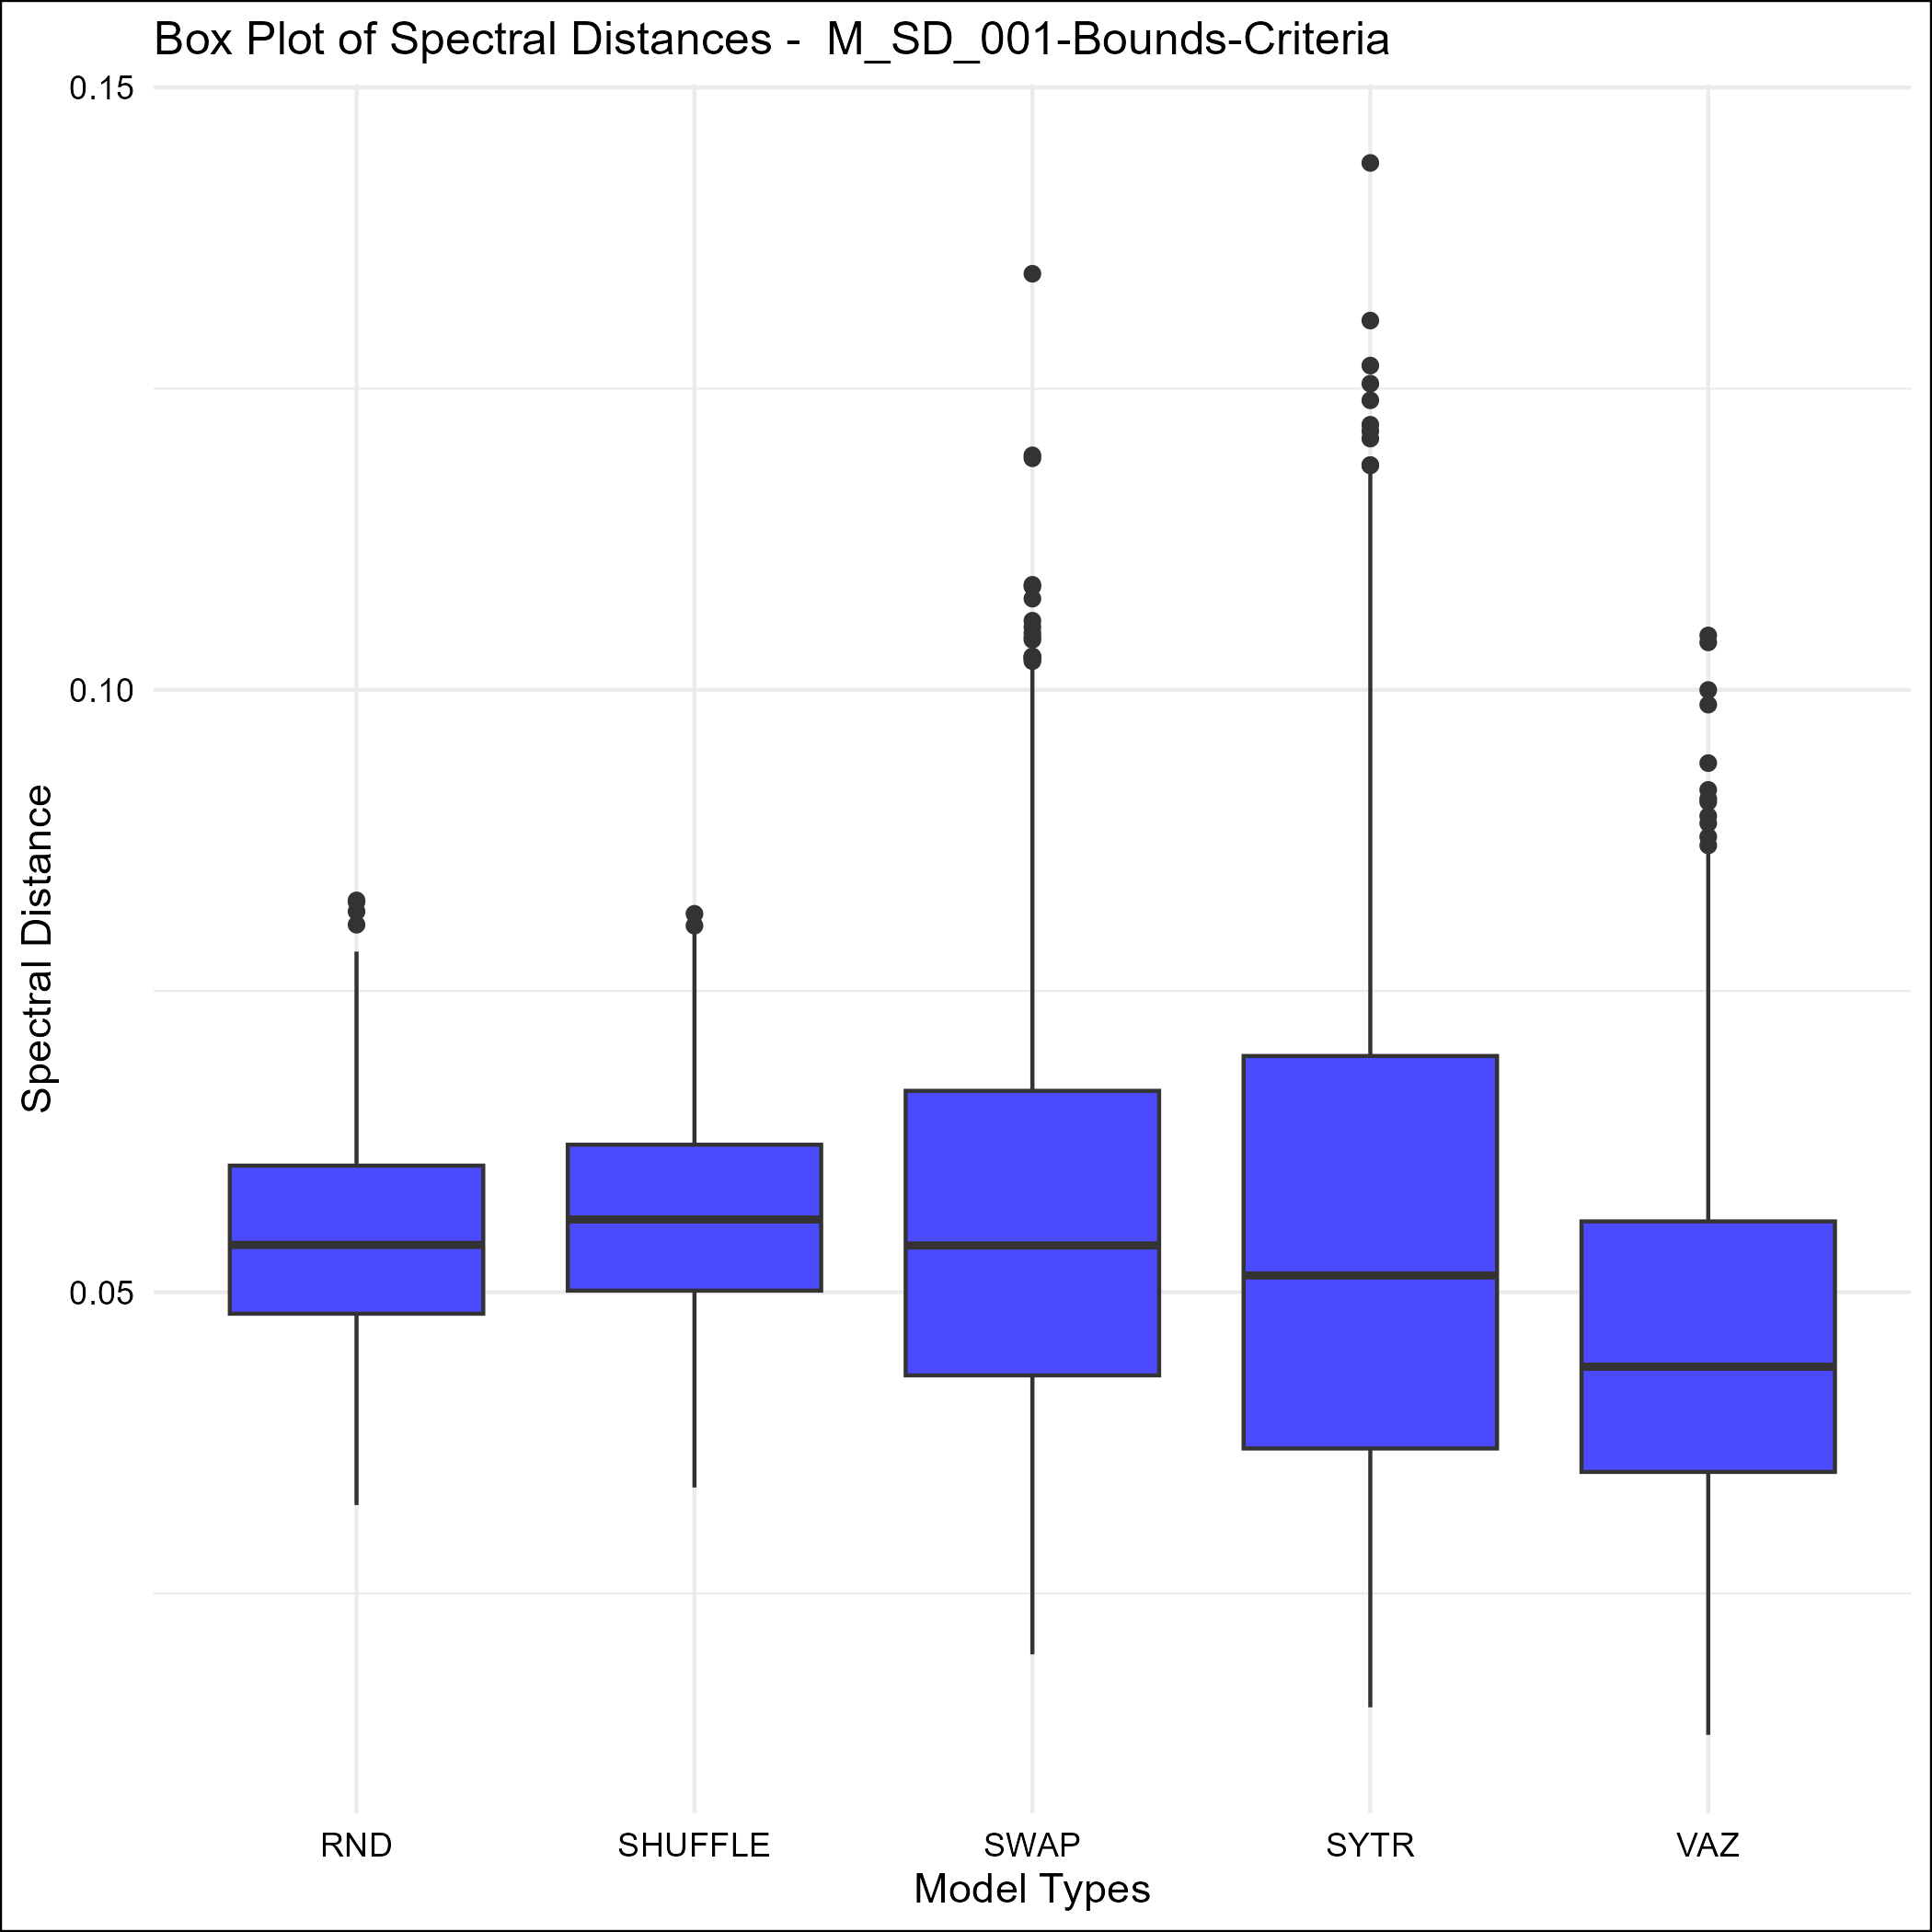 Box Plot of Spectral Distances -  M_SD_001-Bounds-Criteria
0.15
0.10
0.05
Spectral Distance
RND
SHUFFLE
SWAP
SYTR
VAZ
Model Types